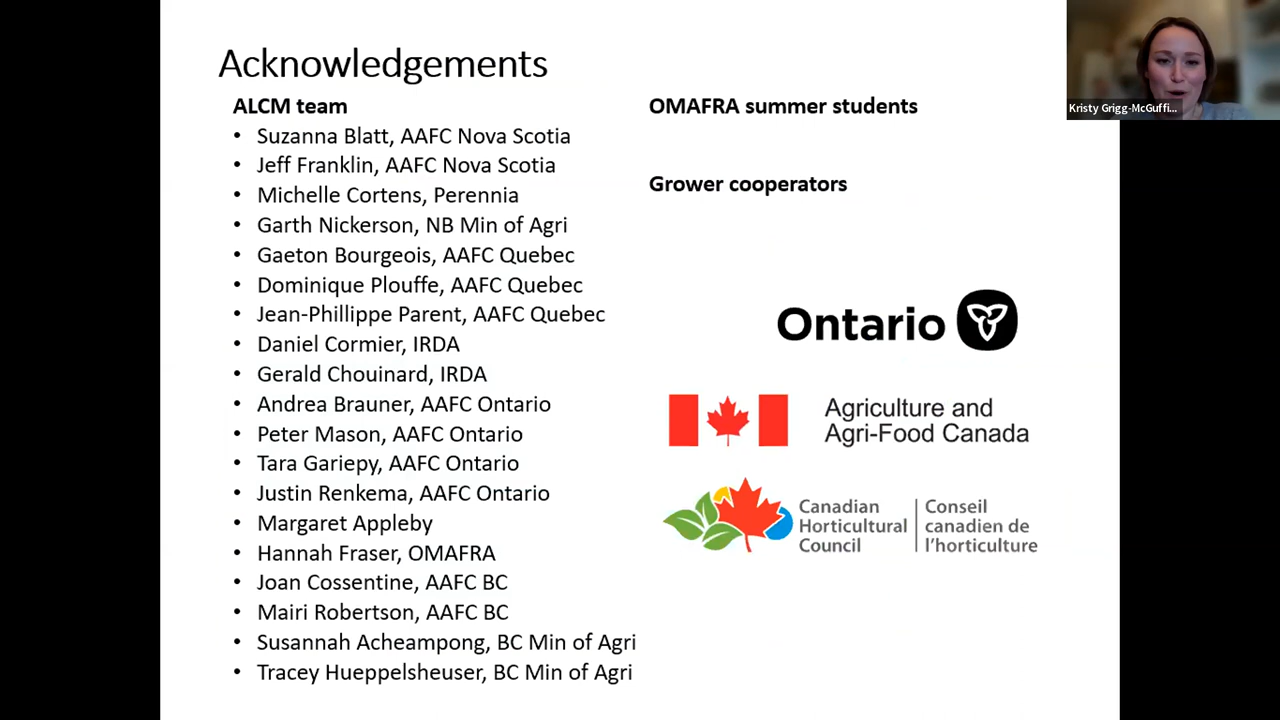 Acknowledgements
ALCM team
• Suzanna Blatt, AAFC Nova Scotia
• Jeff Franklin, AAFC Nova Scotia
• Michelle Cortens, Perennia
• Garth Nickerson, NB Min of Agri
• Gaeton Bourgeois, AAFC Quebec
• Dominique Plouffe, AAFC Quebec
• Jean-Phillippe Parent, AAFC Quebec
• Daniel Cormier, IRDA
• Gerald Chouinard, IRDA
• Andrea Brauner, AAFC Ontario
• Peter Mason, AAFC Ontario
• Tara Gariepy, AAFC Ontario
• Justin Renkema, AAFC Ontario
• Margaret Appleby
• Hannah Fraser, OMAFRA
• Joan Cossentine, AAFC BC
• Mairi Robertson, AAFC BC
• Susannah Acheampong, BC Min of Agri
• Tracey Hueppelsheuser, BC Min of Agri
OMAFRA summer students
Grower cooperators
Ontario
Agriculture and
Agri-Food Canada
Canadian
Horticultural
Council
Conseil
canadien de
l'horticulture
Kristy Grigg-McGuffi...